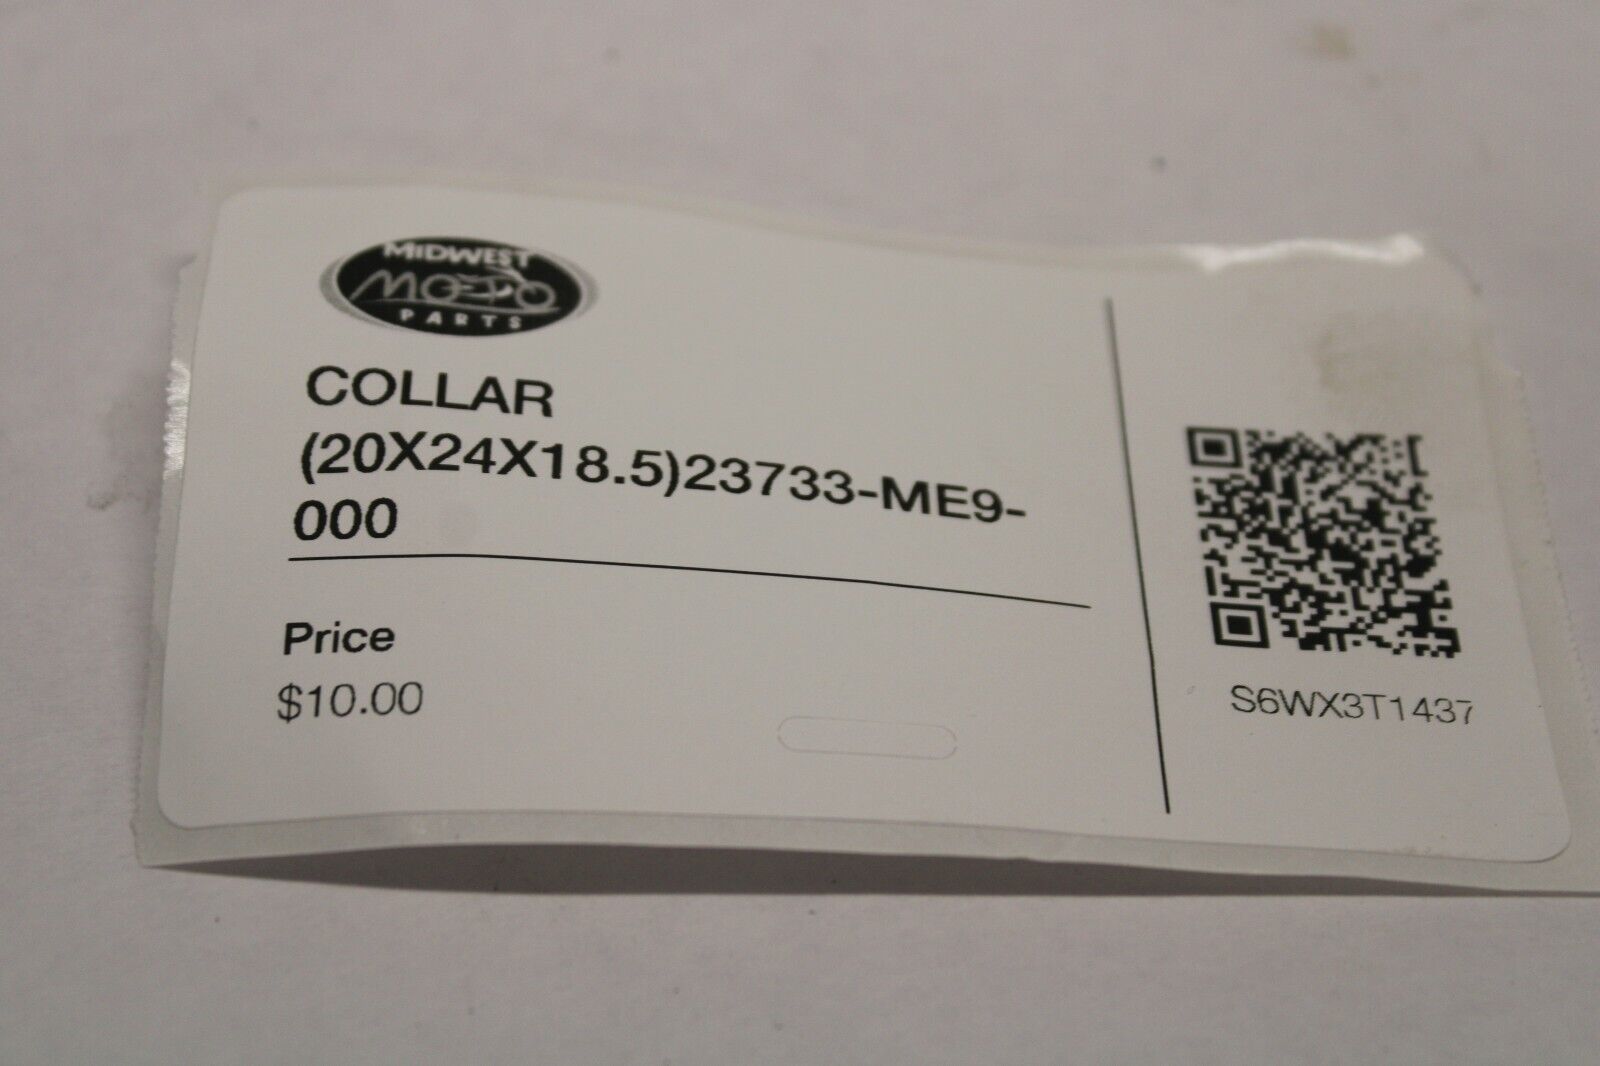 MIDWEST
MOTO
PARTS
COLLAR
(20X24X18.5)23733-ME9-
000
Price
$10.00
S6WX3T1437